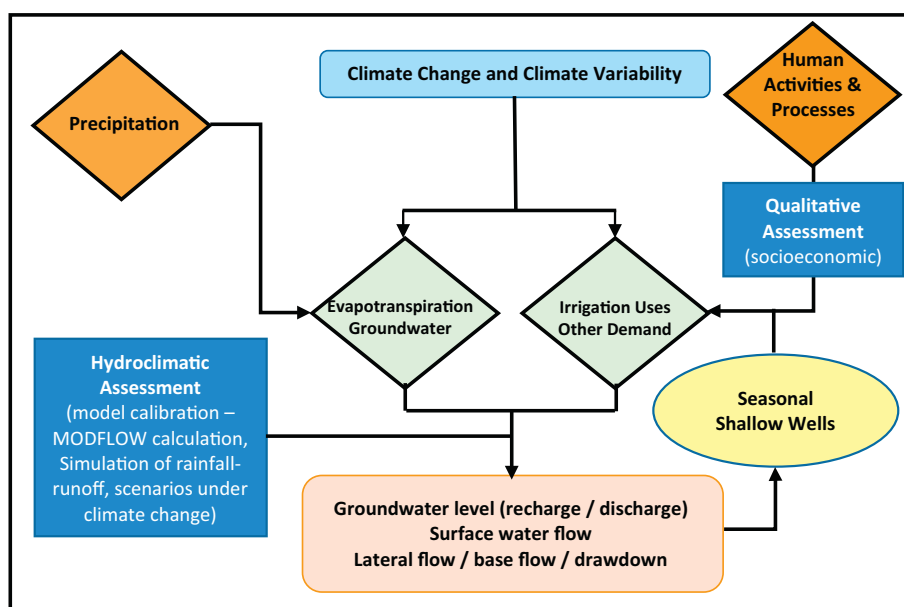 Climate Change and Climate Variability
Human
Activities &
Processes
Precipitation
Qualitative
Assessment
(socioeconomic)
Evapotranspiration
Groundwater
Irrigation Uses
Other Demand
Hydroclimatic
Assessment
(model calibration –
MODFLOW calculation,
Simulation of rainfall-
runoff, scenarios under
climate change)
Seasonal
Shallow Wells
Groundwater level (recharge / discharge)
Surface water flow
Lateral flow / base flow / drawdown